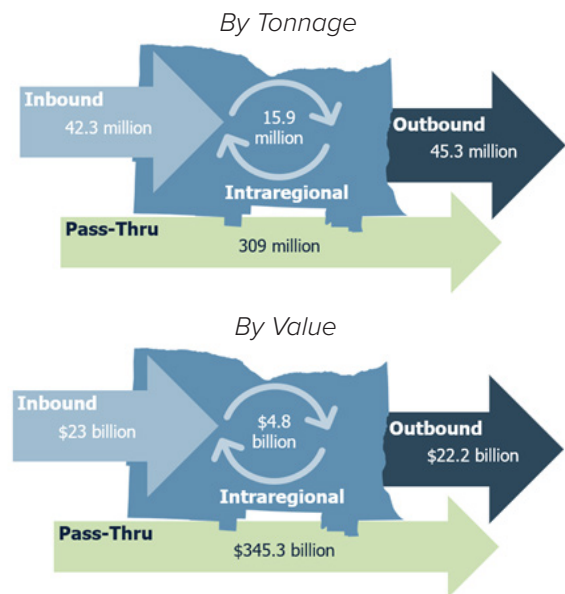 By Tonnage
Inbound
42.3 million
15.9
million
Intraregional
Outbound
45.3 million
Pass-Thru
309 million
By Value
Inbound
$23 billion
$4.8
billion
Intraregional
Outbound
$22.2 billion
Pass-Thru
$345.3 billion